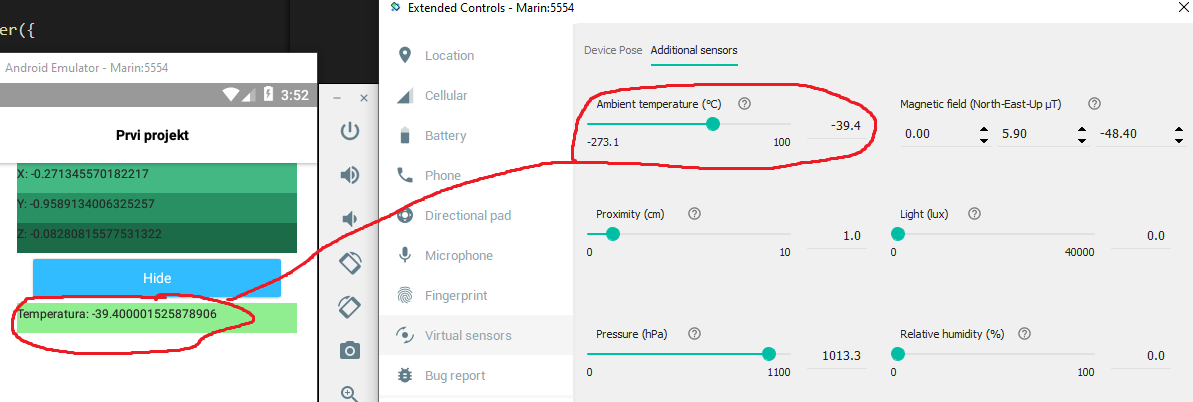 er({
Android Emulator - Marin:5554
3:52
Prvi projekt
X: -0.271345570182217
Y: -0.9589134006325257
Z: -0.08280815577531322
Hide
Temperatura: -39.400001525878906
Extended Controls - Marin:5554
Location
Cellular
Battery
Phone
Directional pad
Microphone
Fingerprint
Virtual sensors
Bug report
Device Pose Additional sensors
Ambient temperature (°C) ?
-39.4
-273.1 100
Magnetic field (North-East-Up µT) ?
0.00 5.90 -48.40
Proximity (cm) ?
1.0
0 10
Light (lux) ?
0.0
0 40000
Pressure (hPa) ?
1013.3
0 1100
Relative humidity (%) ?
0.0
0 100